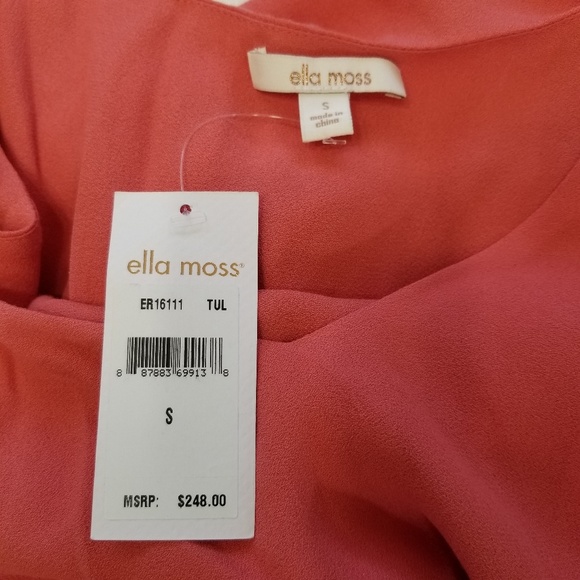 ella moss
S
made in
china
ella moss®
ER16111 TUL
8 87883 69913 8
S
MSRP: $248.00